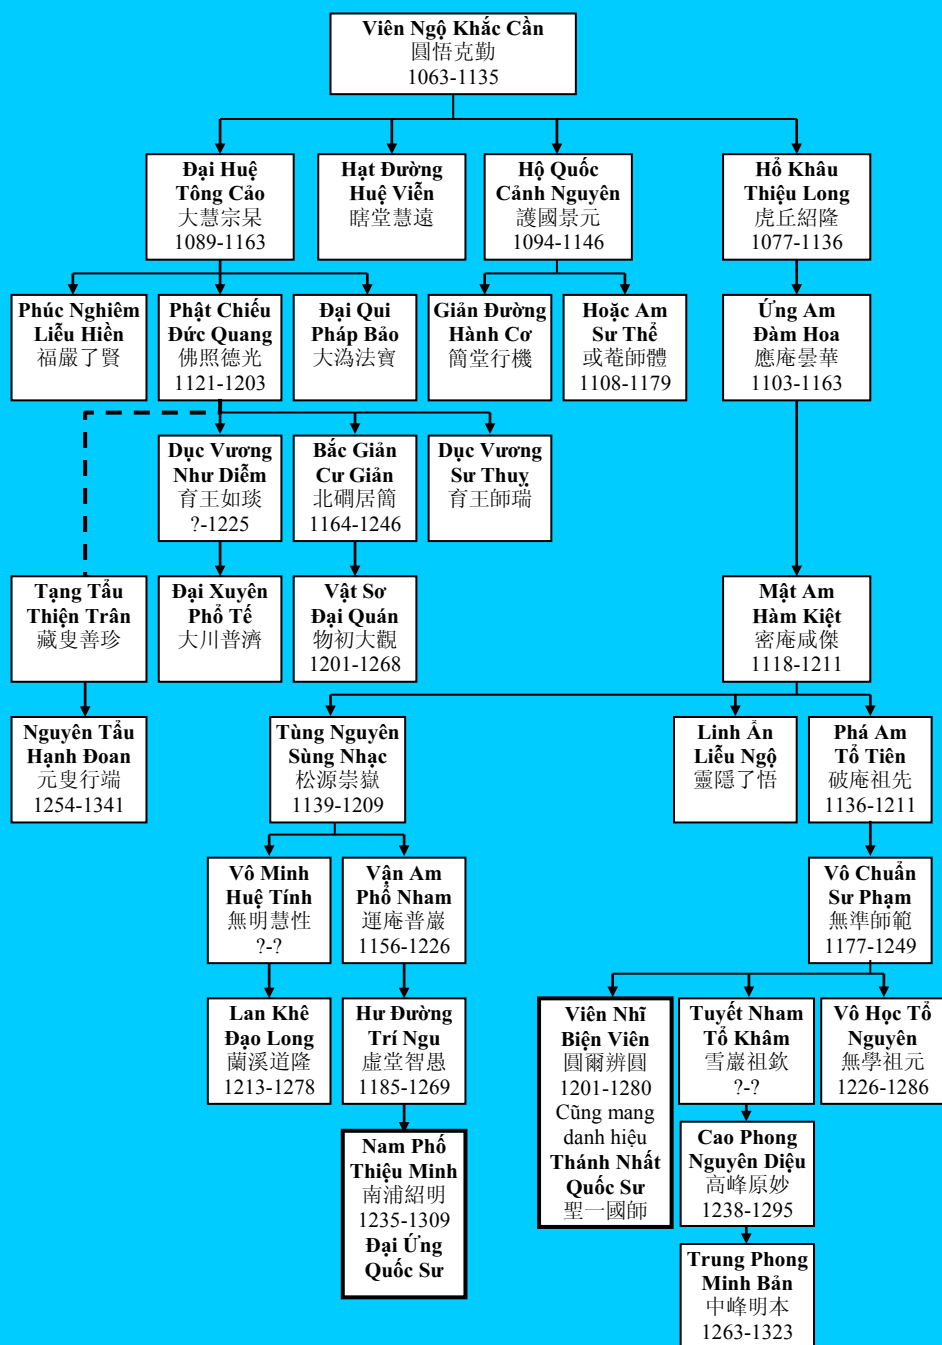 Viên Ngộ Khắc Cần
圓悟克勤
1063-1135
Đại Huệ
Tông Cảo
大慧宗杲
1089-1163
Hạt Đường
Huệ Viễn
瞎堂慧遠
Hộ Quốc
Cảnh Nguyên
護國景元
1094-1146
Hổ Khâu
Thiệu Long
虎丘紹隆
1077-1136
Phúc Nghiêm
Liễu Hiền
福嚴了賢
Phật Chiếu
Đức Quang
佛照德光
1121-1203
Đại Qui
Pháp Bảo
大溈法寶
Giản Đường
Hành Cơ
簡堂行機
Hoặc Am
Sư Thể
或菴師體
1108-1179
Ứng Am
Đàm Hoa
應庵曇華
1103-1163
Dục Vương
Như Diễm
育王如琰
?-1225
Bắc Giản
Cư Giản
北磵居簡
1164-1246
Dục Vương
Sư Thuỵ
育王師瑞
Tạng Tẩu
Thiện Trân
藏叟善珍
Đại Xuyên
Phổ Tế
大川普濟
Vật Sơ
Đại Quán
物初大觀
1201-1268
Mật Am
Hàm Kiệt
密庵咸傑
1118-1211
Nguyên Tẩu
Hạnh Đoan
元叟行端
1254-1341
Tùng Nguyên
Sùng Nhạc
松源崇嶽
1139-1209
Linh Ẩn
Liễu Ngộ
靈隱了悟
Phá Am
Tổ Tiên
破庵祖先
1136-1211
Vô Minh
Huệ Tính
無明慧性
?-?
Vận Am
Phổ Nham
運庵普巖
1156-1226
Vô Chuẩn
Sư Phạm
無準師範
1177-1249
Lan Khê
Đạo Long
蘭溪道隆
1213-1278
Hư Đường
Trí Ngu
虛堂智愚
1185-1269
Viên Nhĩ
Biện Viên
圓爾辨圓
1201-1280
Cũng mang
danh hiệu
Thánh Nhất
Quốc Sư
聖一國師
Tuyết Nham
Tổ Khâm
雪巖祖欽
?-?
Vô Học Tổ
Nguyên
無學祖元
1226-1286
Nam Phố
Thiệu Minh
南浦紹明
1235-1309
Đại Ứng
Quốc Sư
Cao Phong
Nguyên Diệu
高峰原妙
1238-1295
Trung Phong
Minh Bản
中峰明本
1263-1323